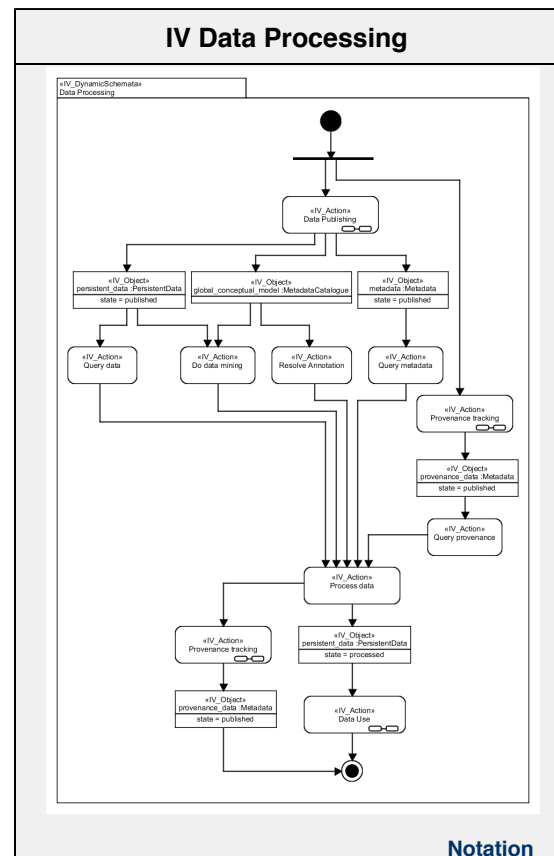 IV Data Processing
«IV_DynamicSchemata»
Data Processing
«IV_Action»
Data Publishing
«IV_Object»
persistent_data :PersistentData
state = published
«IV_Object»
global_conceptual_model :MetadataCatalogue
«IV_Object»
metadata :Metadata
state = published
«IV_Action»
Query data
«IV_Action»
Do data mining
«IV_Action»
Resolve Annotation
«IV_Action»
Query metadata
«IV_Action»
Provenance tracking
«IV_Object»
provenance_data :Metadata
state = published
«IV_Action»
Query provenance
«IV_Action»
Process data
«IV_Action»
Provenance tracking
«IV_Object»
persistent_data :PersistentData
state = processed
«IV_Object»
provenance_data :Metadata
state = published
«IV_Action»
Data Use
Notation